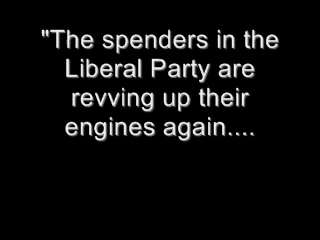 "The spenders in the
Liberal Party are
revving up their
engines again....